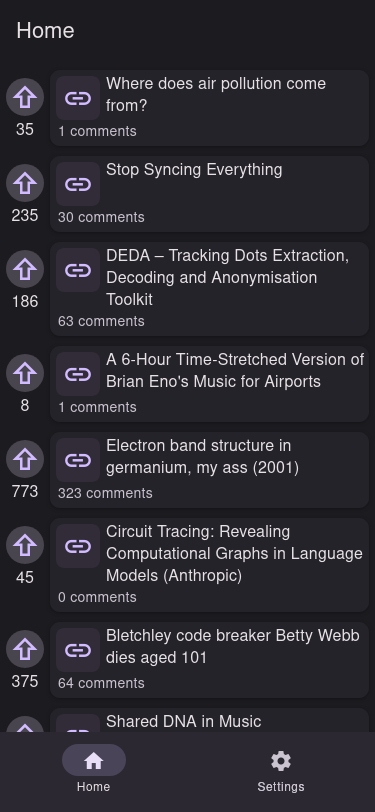 Home
Where does air pollution come
from?
1 comments
35
Stop Syncing Everything
235
30 comments
DEDA – Tracking Dots Extraction,
Decoding and Anonymisation
Toolkit
186
63 comments
A 6-Hour Time-Stretched Version of
Brian Eno's Music for Airports
8
1 comments
Electron band structure in
germanium, my ass (2001)
773
323 comments
Circuit Tracing: Revealing
Computational Graphs in Language
Models (Anthropic)
45
0 comments
Bletchley code breaker Betty Webb
dies aged 101
375
64 comments
Shared DNA in Music
Home
Settings